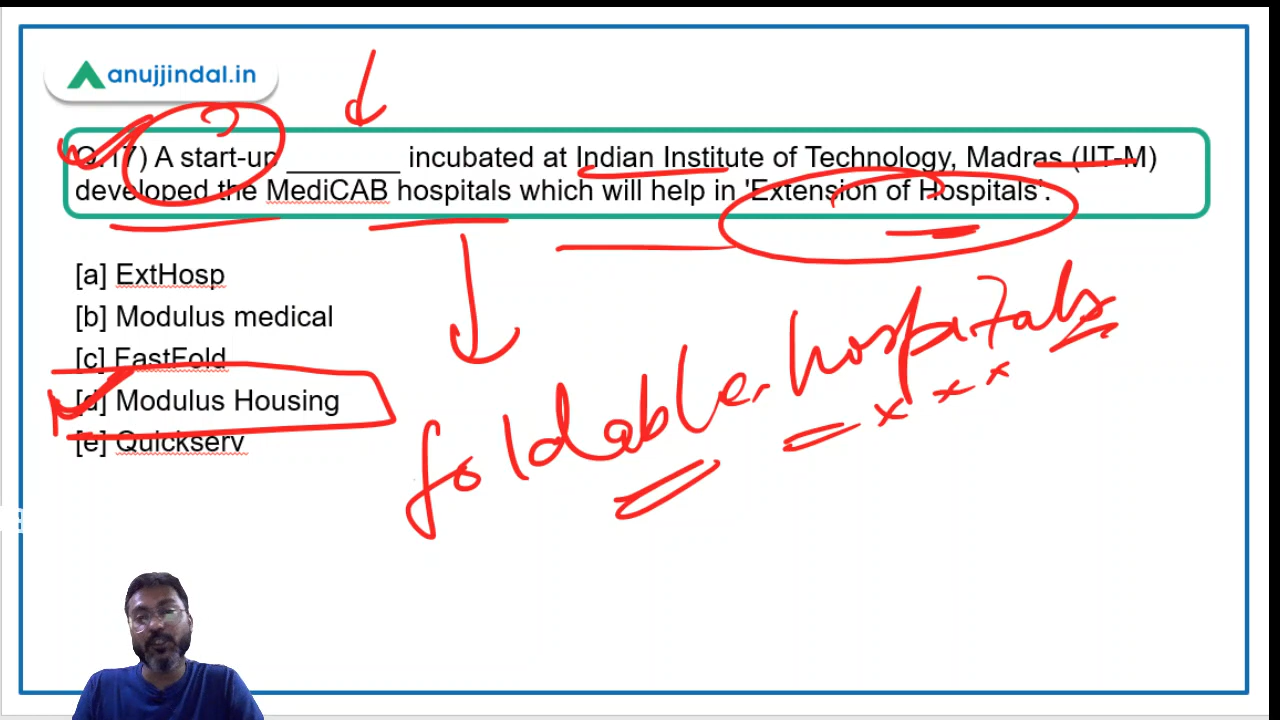 anujjindal.in
Q.17) A start-up _______ incubated at Indian Institute of Technology, Madras (IIT-M)
developed the MediCAB hospitals which will help in 'Extension of Hospitals'.
[a] ExtHosp
[b] Modulus medical
[c] FastFold
[d] Modulus Housing
[e] Quickserv
foldable hospitals